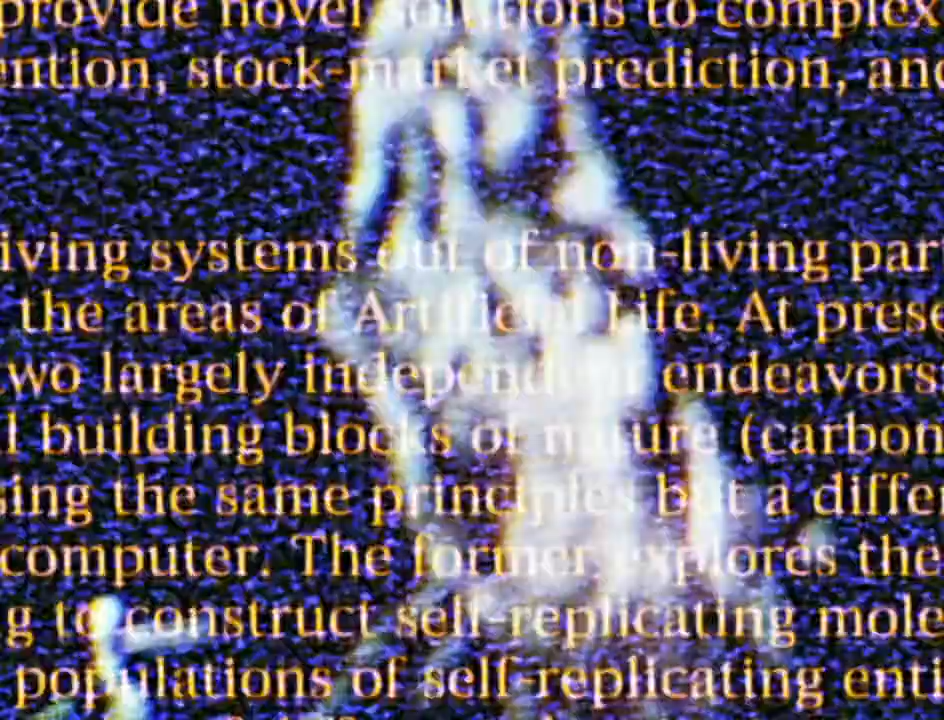 provide novel solutions to complex
ention, stock-market prediction, and
iving systems out of non-living par
the areas of Artificial Life. At prese
wo largely independent endeavors
l building blocks of nature (carbon
sing the same principles but a differ
computer. The former explores the
g to construct self-replicating mole
populations of self-replicating enti